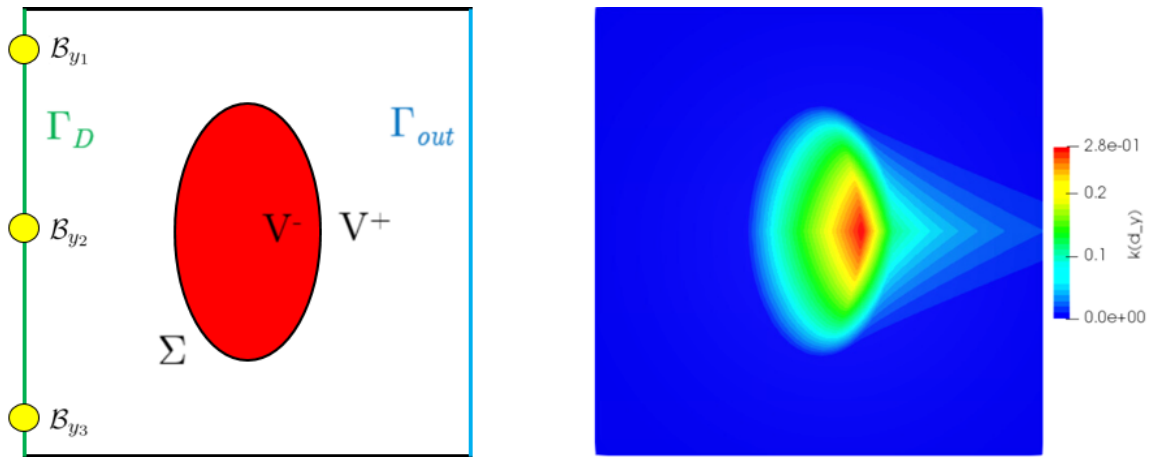 𝓑y₁
Γ_D
Γ_out
𝓑y₂
V⁻ V⁺
Σ
𝓑y₃
2.8e-01
0.2
0.1
0.0e+00
k(d_y)